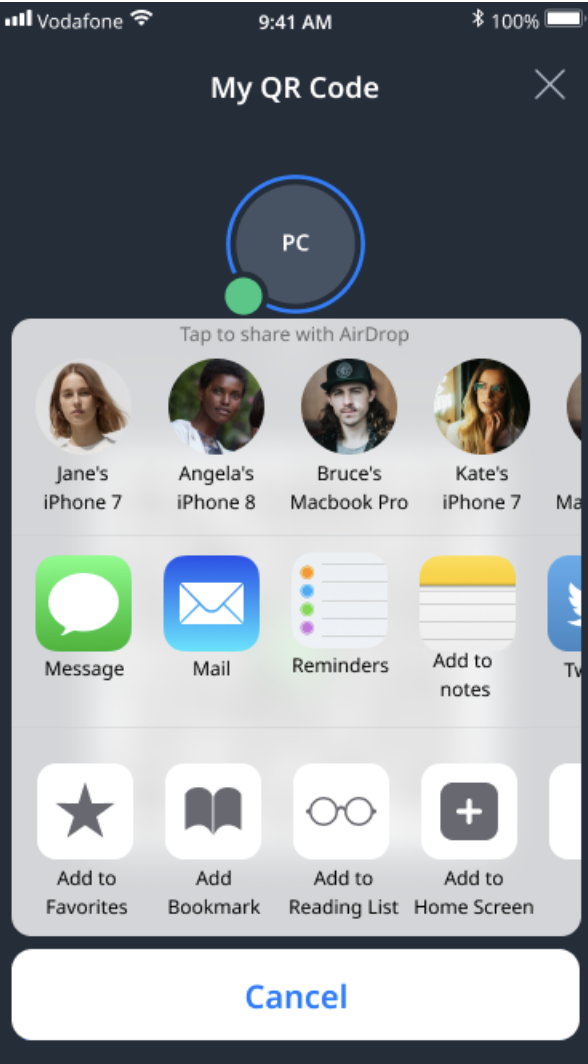 Vodafone 9:41 AM 100%
My QR Code
PC
Tap to share with AirDrop
Jane's Angela's Bruce's Kate's
iPhone 7 iPhone 8 Macbook Pro iPhone 7 Ma
Message Mail Reminders Add to Tw
notes
Add to Add Add to Add to
Favorites Bookmark Reading List Home Screen
Cancel